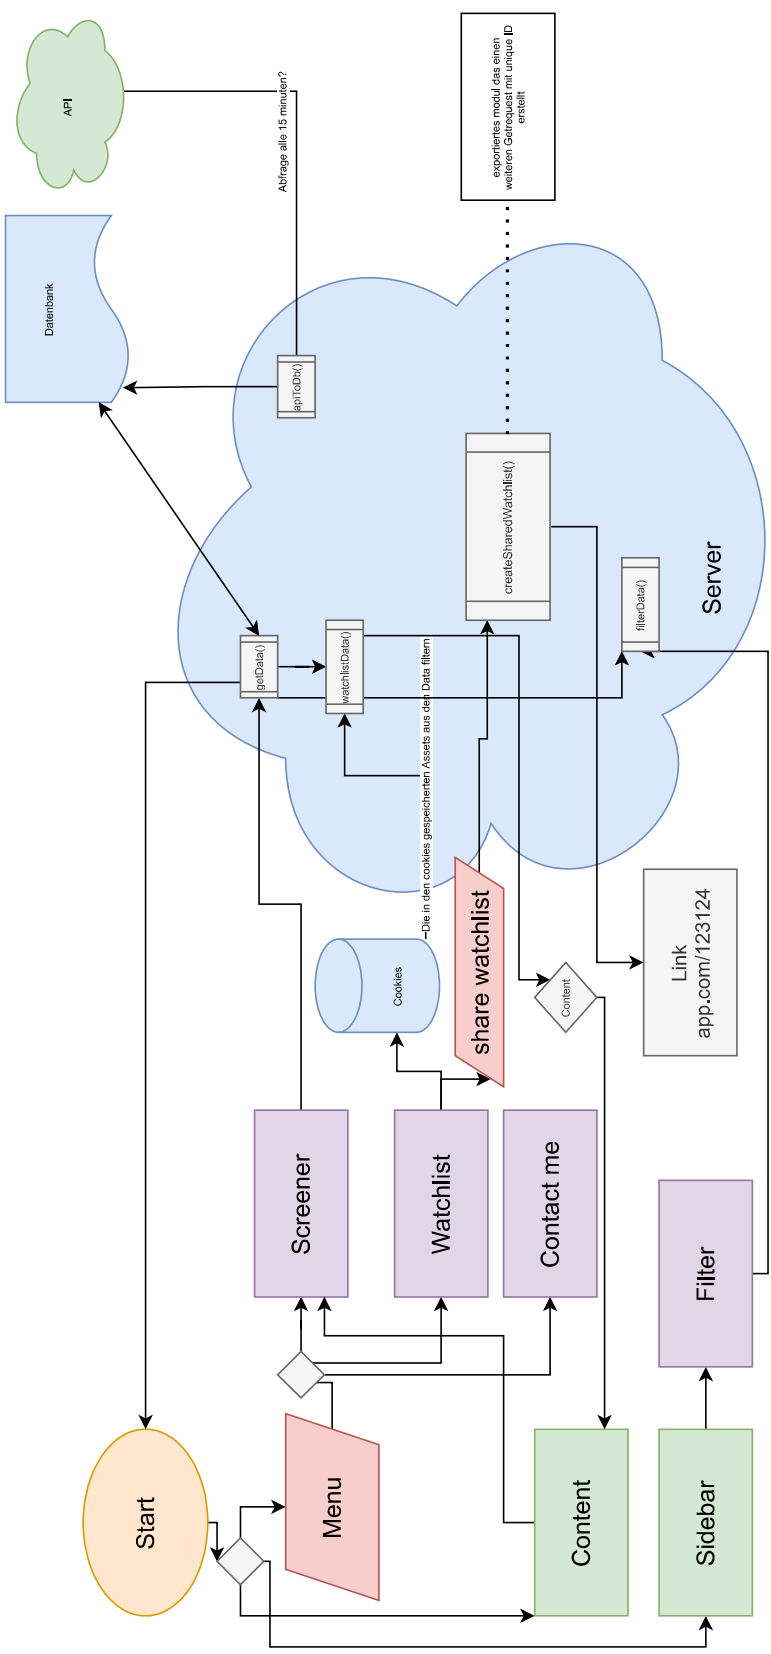 Start
Menu
Content
Sidebar
Screener
Watchlist
Contact me
Filter
Cookies
share watchlist
Content
Link
app.com/123124
Die in den cookies gespeicherten Assets aus den Data filtern
getData()
watchlistData()
createSharedWatchlist()
filterData()
Server
apiToDb()
Datenbank
API
Abfrage alle 15 minuten?
exportiertes modul das einen
weiteren Getrequest mit unique ID
erstellt